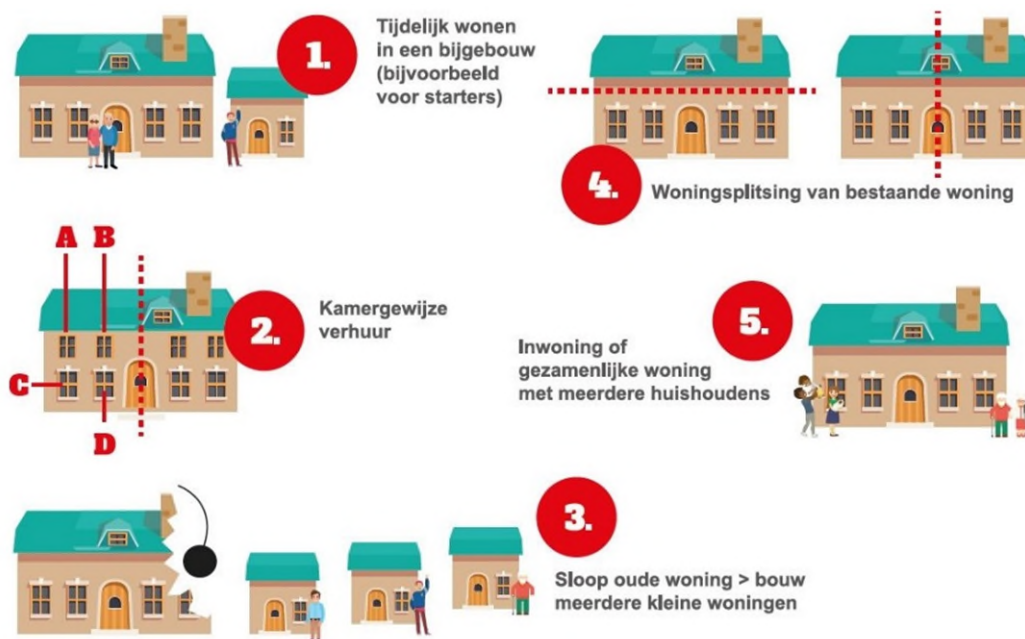 1.
Tijdelijk wonen
in een bijgebouw
(bijvoorbeeld
voor starters)
A B
C
D
2.
Kamergewijze
verhuur
3.
Sloop oude woning > bouw
meerdere kleine woningen
4.
Woningsplitsing van bestaande woning
5.
Inwoning of
gezamenlijke woning
met meerdere huishoudens